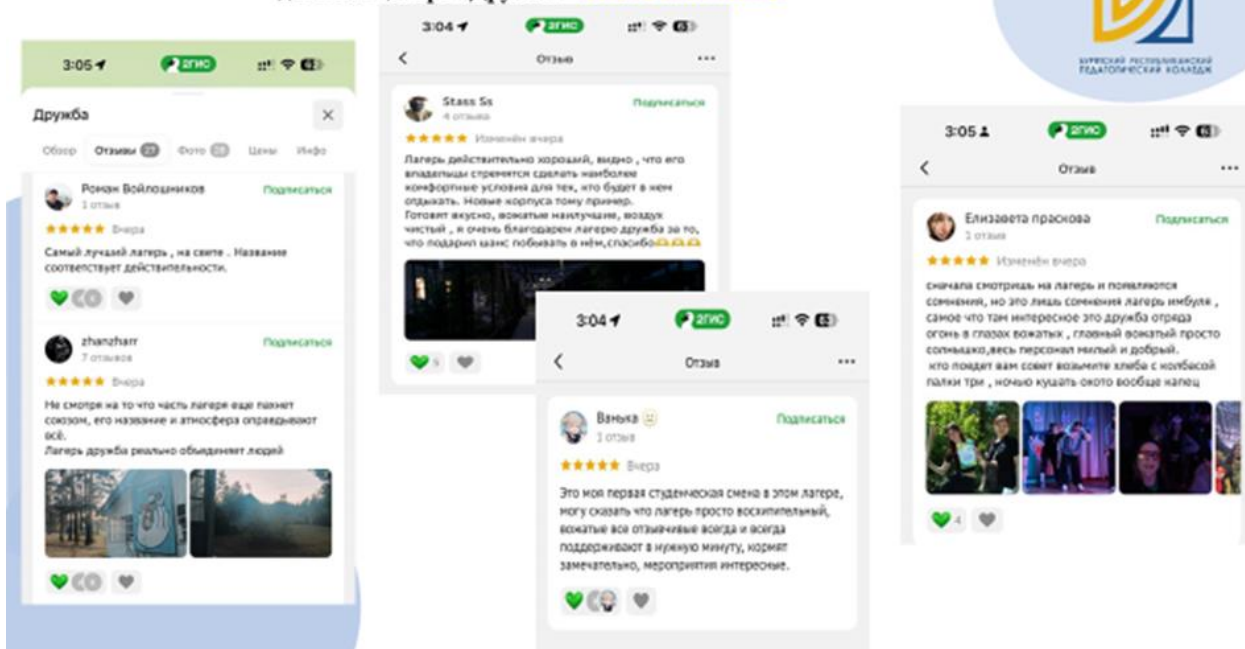 3:05
2ГИС
Дружба
Обзор Отзывы 27 Фото 28 Цены Инфо
Роман Войлошников
Подписаться
1 отзыв
Вчера
Самый лучший лагерь , на свете . Название
соответствует действительности.
zhanzharr
Подписаться
7 отзывов
Вчера
Не смотря на то что часть лагеря еще пахнет
союзом, его название и атмосфера оправдывают
всё.
Лагерь дружба реально объединяет людей
3:04
2ГИС
Отзыв
Stass Ss
Подписаться
4 отзыва
Изменён вчера
Лагерь действительно хороший, видно , что его
владельцы стремятся сделать наиболее
комфортные условия для тех, кто будет в нем
отдыхать. Новые корпуса тому пример.
Готовят вкусно, вожатые наилучшие, воздух
чистый , я очень благодарен лагерю дружба за то,
что подарил шанс побывать в нём,спасибо🫶🫶🫶
3:04
2ГИС
Отзыв
Ванька
Подписаться
1 отзыв
Вчера
Это моя первая студенческая смена в этом лагере,
могу сказать что лагерь просто восхитительный,
вожатые все отзывчивые всегда и всегда
поддерживают в нужную минуту, кормят
замечательно, мероприятия интересные.
БУРЯТСКИЙ РЕСПУБЛИКАНСКИЙ
ПЕДАГОГИЧЕСКИЙ КОЛЛЕДЖ
3:05
2ГИС
Отзыв
Елизавета праскова
Подписаться
1 отзыв
Изменён вчера
сначала смотришь на лагерь и появляются
сомнения, но это лишь сомнения лагерь имбуля ,
самое что там интересное это дружба отряда
огонь в глазах вожатых , главный вожатый просто
солнышко,весь персонал милый и добрый.
кто поедет вам совет возьмите хлеба с колбасой
палки три , ночью кушать окото вообще капец
4